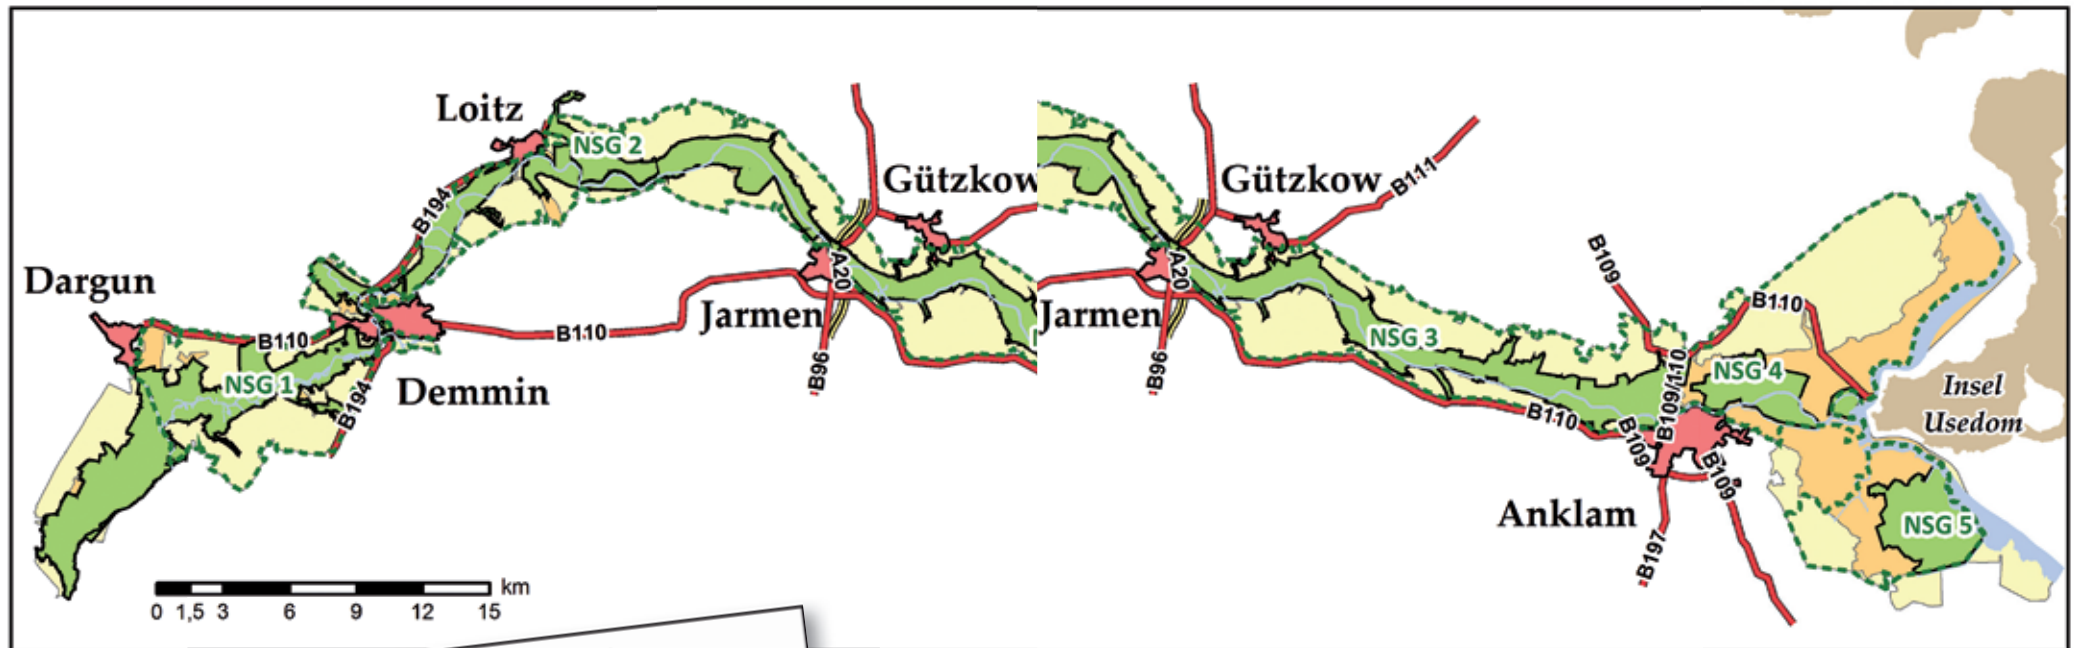 Loitz
NSG 2
B194
Gützkow
Gützkow
B111
Dargun
B110
NSG 1
B194
Demmin
B110
Jarmen
A20
B96
Jarmen
A20
B96
NSG 3
B110
B109
B109/110
B109
B109
B110
NSG 4
Insel
Usedom
Anklam
B197
NSG 5
km
0 1,5 3 6 9 12 15